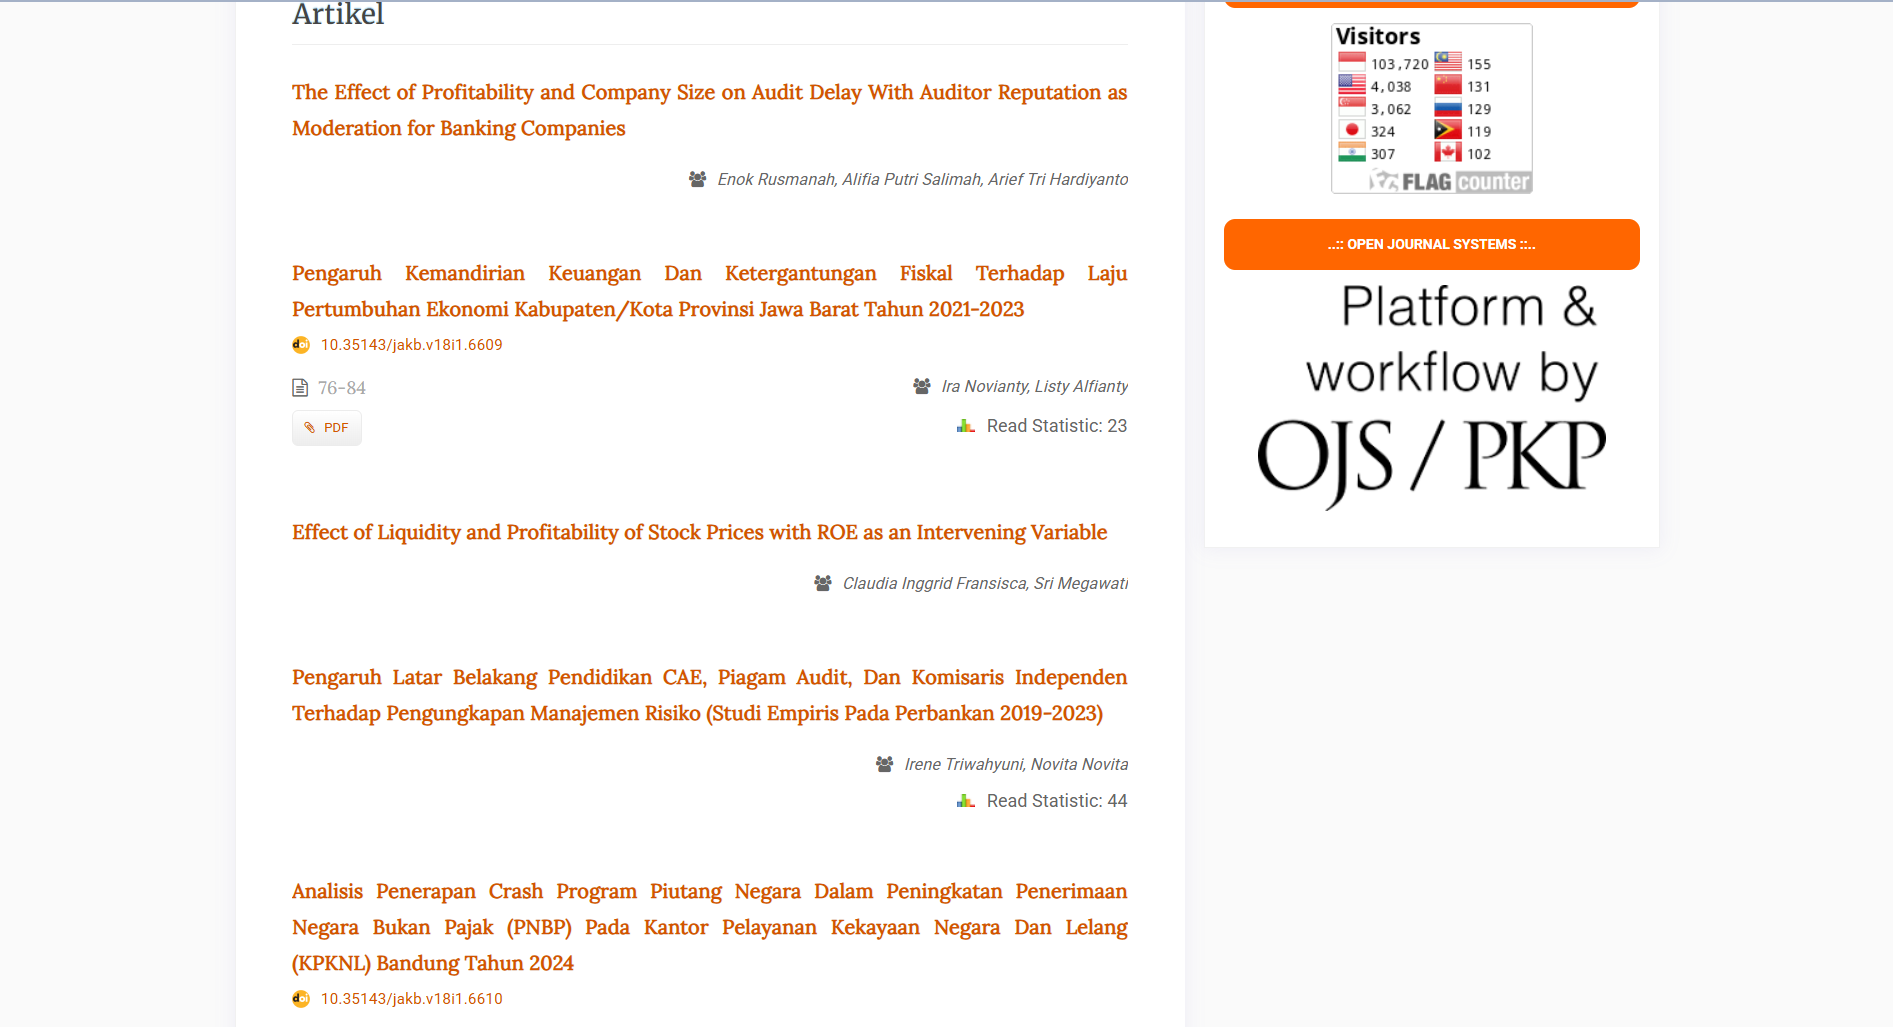 Artikel
The Effect of Profitability and Company Size on Audit Delay With Auditor Reputation as
Moderation for Banking Companies
Enok Rusmanah, Alifia Putri Salimah, Arief Tri Hardiyanto
Pengaruh Kemandirian Keuangan Dan Ketergantungan Fiskal Terhadap Laju
Pertumbuhan Ekonomi Kabupaten/Kota Provinsi Jawa Barat Tahun 2021-2023
doi 10.35143/jakb.v18i1.6609
76-84
Ira Novianty, Listy Alfianty
PDF
Read Statistic: 23
Effect of Liquidity and Profitability of Stock Prices with ROE as an Intervening Variable
Claudia Inggrid Fransisca, Sri Megawati
Pengaruh Latar Belakang Pendidikan CAE, Piagam Audit, Dan Komisaris Independen
Terhadap Pengungkapan Manajemen Risiko (Studi Empiris Pada Perbankan 2019-2023)
Irene Triwahyuni, Novita Novita
Read Statistic: 44
Analisis Penerapan Crash Program Piutang Negara Dalam Peningkatan Penerimaan
Negara Bukan Pajak (PNBP) Pada Kantor Pelayanan Kekayaan Negara Dan Lelang
(KPKNL) Bandung Tahun 2024
doi 10.35143/jakb.v18i1.6610
Visitors
103,720 155
4,038 131
3,062 129
324 119
307 102
FLAG counter
..:: OPEN JOURNAL SYSTEMS ::..
Platform &
workflow by
OJS / PKP